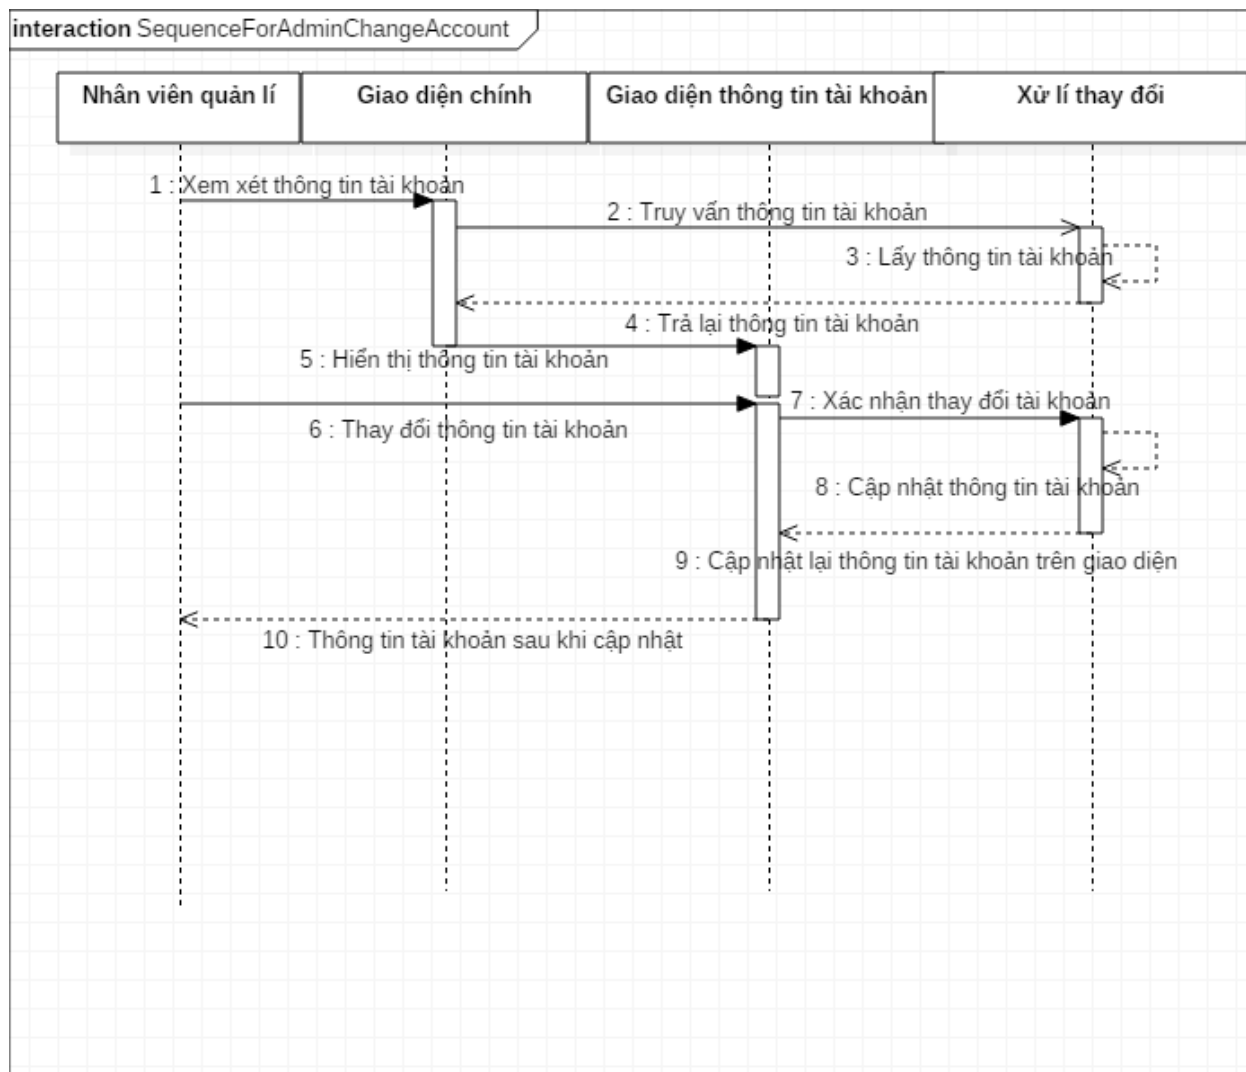 interaction SequenceForAdminChangeAccount
Nhân viên quản lí
Giao diện chính
Giao diện thông tin tài khoản
Xử lí thay đổi
1 : Xem xét thông tin tài khoản
2 : Truy vấn thông tin tài khoản
3 : Lấy thông tin tài khoản
4 : Trả lại thông tin tài khoản
5 : Hiển thị thông tin tài khoản
6 : Thay đổi thông tin tài khoản
7 : Xác nhận thay đổi tài khoản
8 : Cập nhật thông tin tài khoản
9 : Cập nhật lại thông tin tài khoản trên giao diện
10 : Thông tin tài khoản sau khi cập nhật